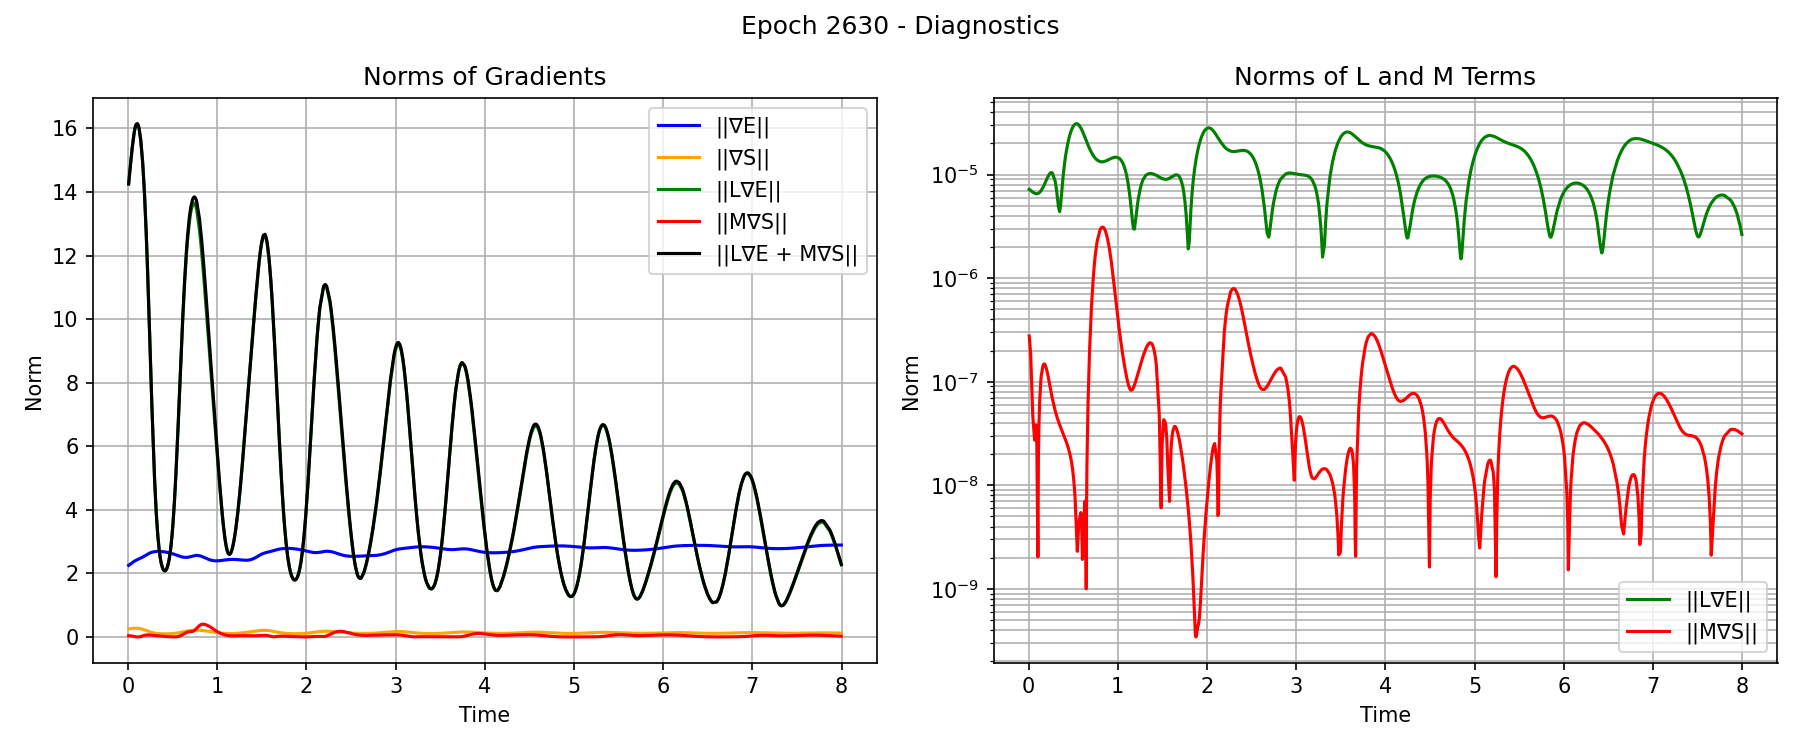 Epoch 2630 - Diagnostics
Norms of Gradients
Norm
16
14
12
10
8
6
4
2
0
0 1 2 3 4 5 6 7 8
Time
||∇E||
||∇S||
||L∇E||
||M∇S||
||L∇E + M∇S||
Norms of L and M Terms
Norm
10⁻⁵
10⁻⁶
10⁻⁷
10⁻⁸
10⁻⁹
0 1 2 3 4 5 6 7 8
Time
||L∇E||
||M∇S||